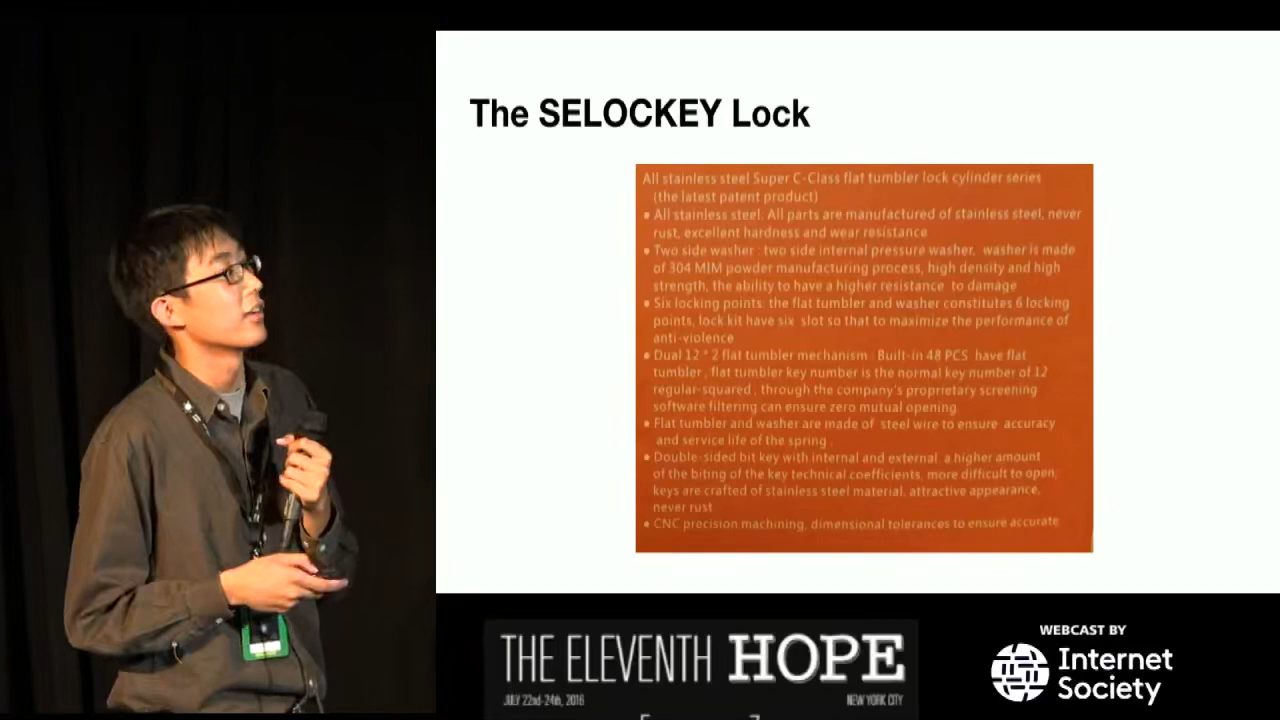 The SELOCKEY Lock
All stainless steel Super C-Class flat tumbler lock cylinder series
(the latest patent product)
• All stainless steel. All parts are manufactured of stainless steel, never
rust, excellent hardness and wear resistance
• Two side washer : two side internal pressure washer, washer is made
of 304 MIM powder manufacturing process, high density and high
strength, the ability to have a higher resistance to damage
• Six locking points: the flat tumbler and washer constitutes 6 locking
points, lock kit have six slot so that to maximize the performance of
anti-violence
• Dual 12 * 2 flat tumbler mechanism : Built-in 48 PCS have flat
tumbler, flat tumbler key number is the normal key number of 12
regular-squared, through the company's proprietary screening
software filtering can ensure zero mutual opening
• Flat tumbler and washer are made of steel wire to ensure accuracy
and service life of the spring
• Double-sided bit key with internal and external, a higher amount
of the biting of the key technical coefficients, more difficult to open,
keys are crafted of stainless steel material, attractive appearance,
never rust
• CNC precision machining, dimensional tolerances to ensure accurate
THE ELEVENTH HOPE
JULY 22nd-24th, 2016 NEW YORK CITY
WEBCAST BY
Internet
Society